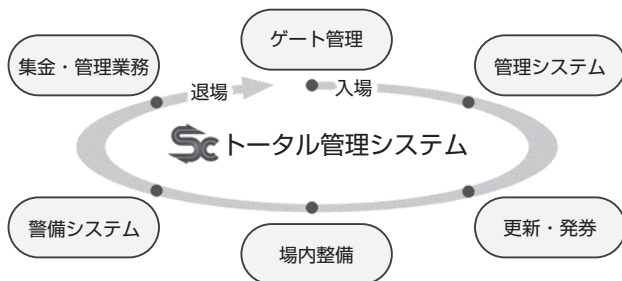 ゲート管理
集金・管理業務
管理システム
退場
入場
Scトータル管理システム
警備システム
更新・発券
場内整備